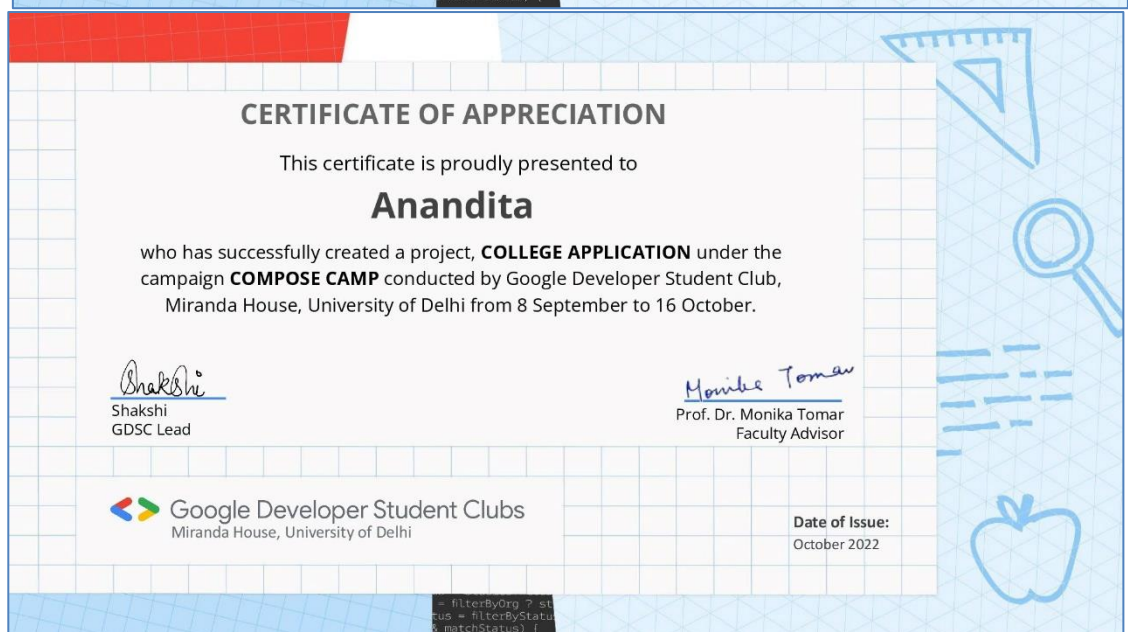 CERTIFICATE OF APPRECIATION
This certificate is proudly presented to
Anandita
who has successfully created a project, COLLEGE APPLICATION under the
campaign COMPOSE CAMP conducted by Google Developer Student Club,
Miranda House, University of Delhi from 8 September to 16 October.
Shakshi
Monika Tomar
Shakshi
GDSC Lead
Prof. Dr. Monika Tomar
Faculty Advisor
Google Developer Student Clubs
Miranda House, University of Delhi
Date of Issue:
October 2022
= filterByOrg ? st
tus = filterByStatu
& matchStatus) {